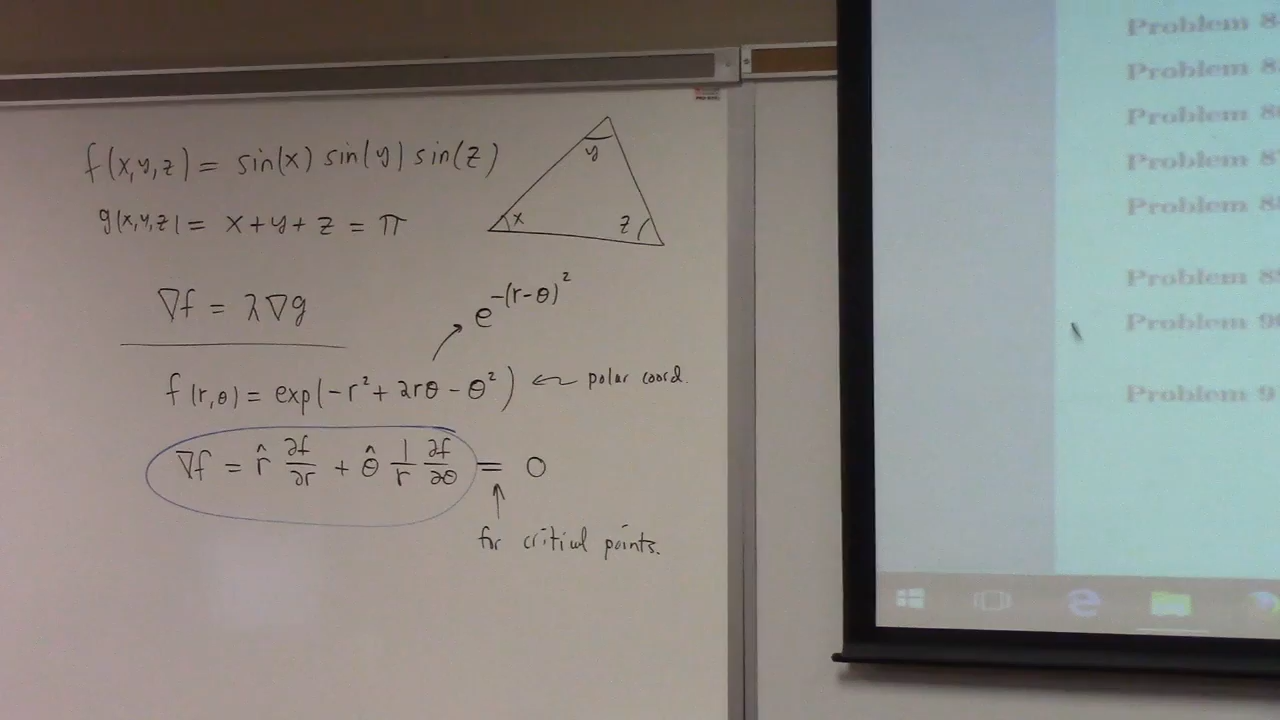 f(x,y,z) = sin(x) sin(y) sin(z)
g(x,y,z) = x+y+z = π
y
x
z
∇f = λ∇g
e^{-(r-θ)^2}
f(r,θ) = exp(-r²+2rθ-θ²) ← polar coord.
∇f = r̂ ∂f/∂r + θ̂ 1/r ∂f/∂θ = 0
for critical points.
Problem
Problem
Problem
Problem
Problem
Problem
Problem
Problem